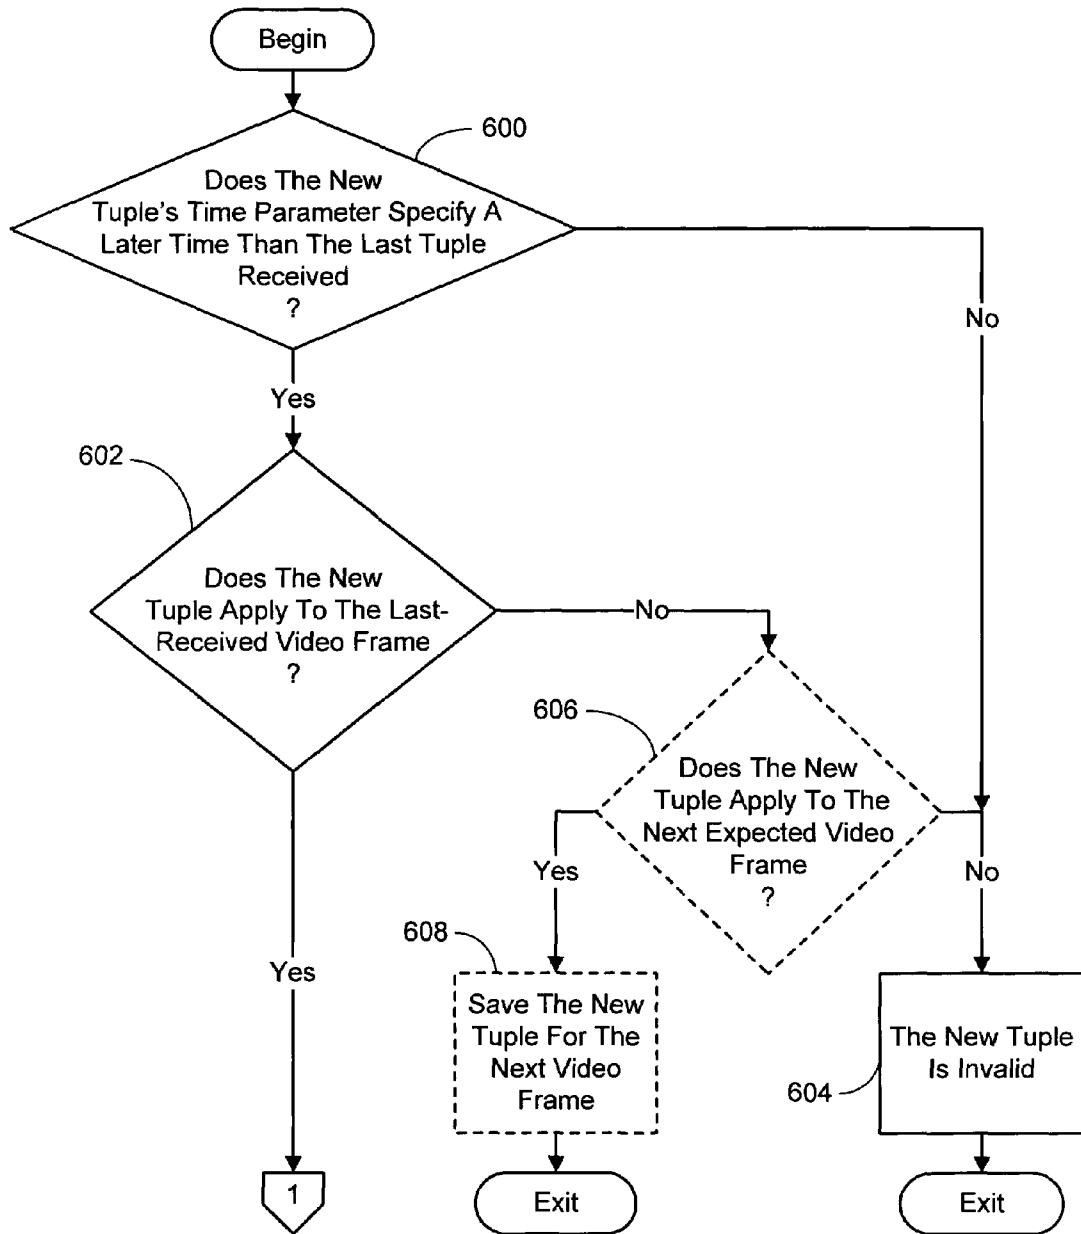 Begin
600
Does The New
Tuple's Time Parameter Specify A
Later Time Than The Last Tuple
Received
?
No
Yes
602
Does The New
Tuple Apply To The Last-
Received Video Frame
?
No
606
Does The New
Tuple Apply To The
Next Expected Video
Frame
?
Yes
No
608
Yes
Save The New
Tuple For The
Next Video
Frame
The New Tuple
Is Invalid
604
1
Exit
Exit